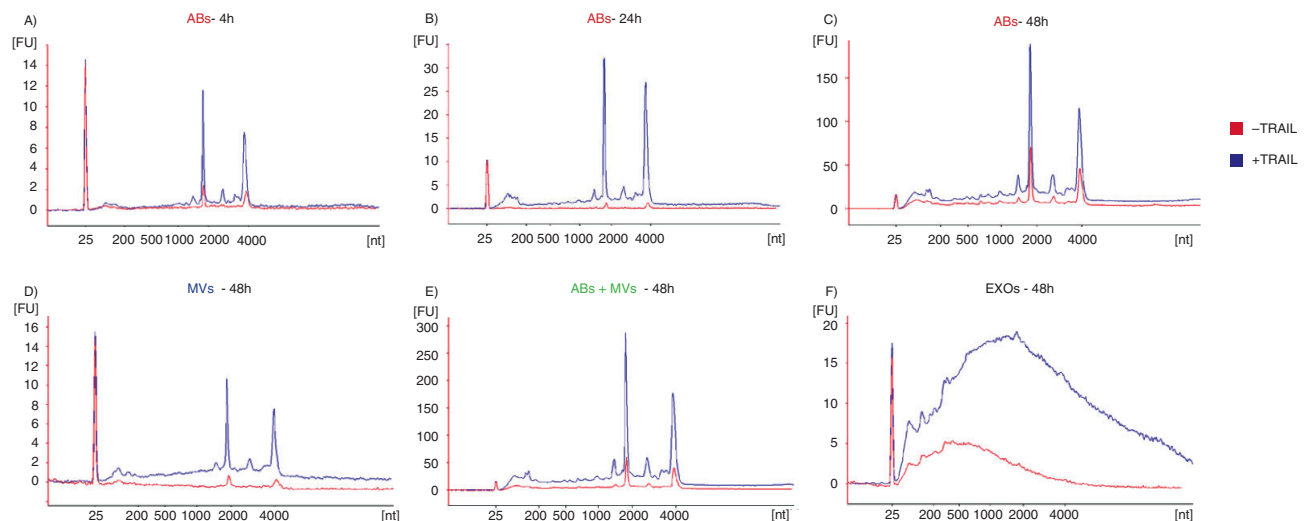 A) ABs- 4h
[FU]
14
12
10
8
6
4
2
0
25 200 500 1000 2000 4000 [nt]
B) ABs- 24h
[FU]
35
30
25
20
15
10
5
0
25 200 500 1000 2000 4000 [nt]
C) ABs- 48h
[FU]
150
100
50
0
25 200 500 1000 2000 4000 [nt]
–TRAIL
+TRAIL
D) MVs - 48h
[FU]
16
14
12
10
8
6
4
2
0
25 200 500 1000 2000 4000 [nt]
E) ABs + MVs - 48h
[FU]
300
250
200
150
100
50
0
25 200 500 1000 2000 4000 [nt]
F) EXOs - 48h
[FU]
20
15
10
5
0
25 200 500 1000 2000 4000 [nt]